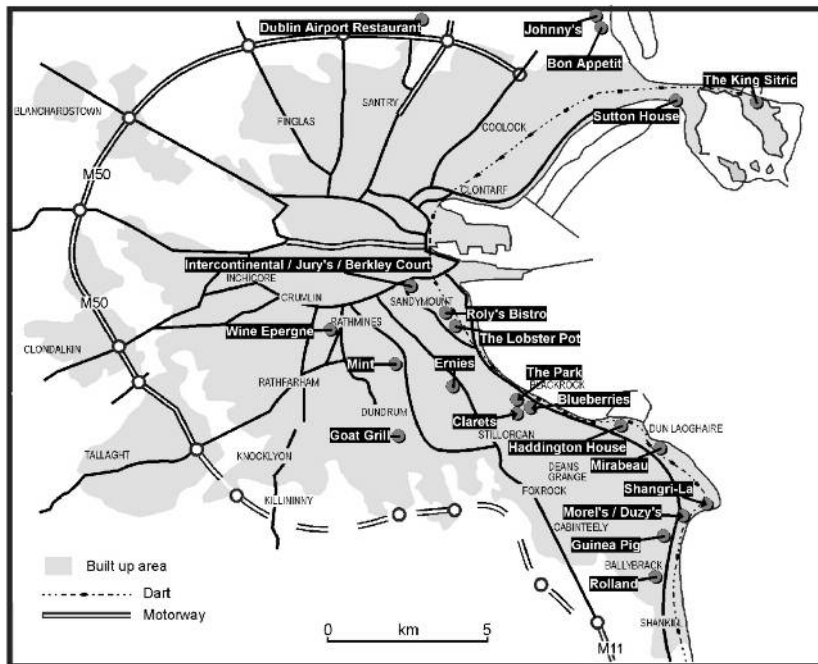 Dublin Airport Restaurant
Johnny's
Bon Appetit
The King Sitric
Sutton House
BLANCHARDSTOWN
FINGLAS
SANTRY
COOLOCK
CLONTARF
M50
Intercontinental / Jury's / Berkley Court
INCHICORE
CRUMLIN
SANDYMOUNT
M50
Roly's Bistro
RATHMINES
Wine Epergne
The Lobster Pot
CLONDALKIN
Mint
Ernies
The Park
BLACKROCK
RATHFARHAM
Blueberries
DUNDRUM
Clarets
Goat Grill
STILLORCAN
DUN LAOGHAIRE
Haddington House
TALLAGHT
KNOCKLYON
Mirabeau
DEANS
GRANGE
FOXROCK
Shangri-La
KILLININNY
Morel's / Duzy's
CABINTEELY
Guinea Pig
BALLYBRACK
Rolland
SHANKILL
M11
Built up area
Dart
Motorway
0 km 5